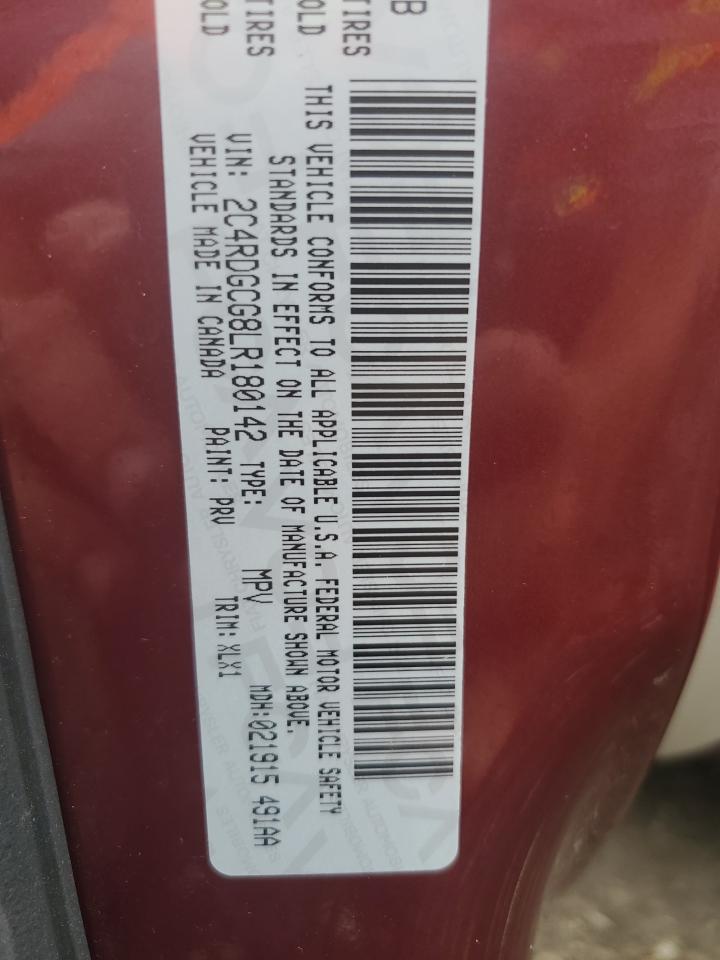 B
TIRES
OLD
TIRES
OLD
THIS VEHICLE CONFORMS TO ALL APPLICABLE U.S.A. FEDERAL MOTOR VEHICLE SAFETY
STANDARDS IN EFFECT ON THE DATE OF MANUFACTURE SHOWN ABOVE.
VIN: 2C4RDGCG8LR180142 TYPE: MPV MDH:021915 491AA
VEHICLE MADE IN CANADA PAINT: PRV TRIM: XLX1